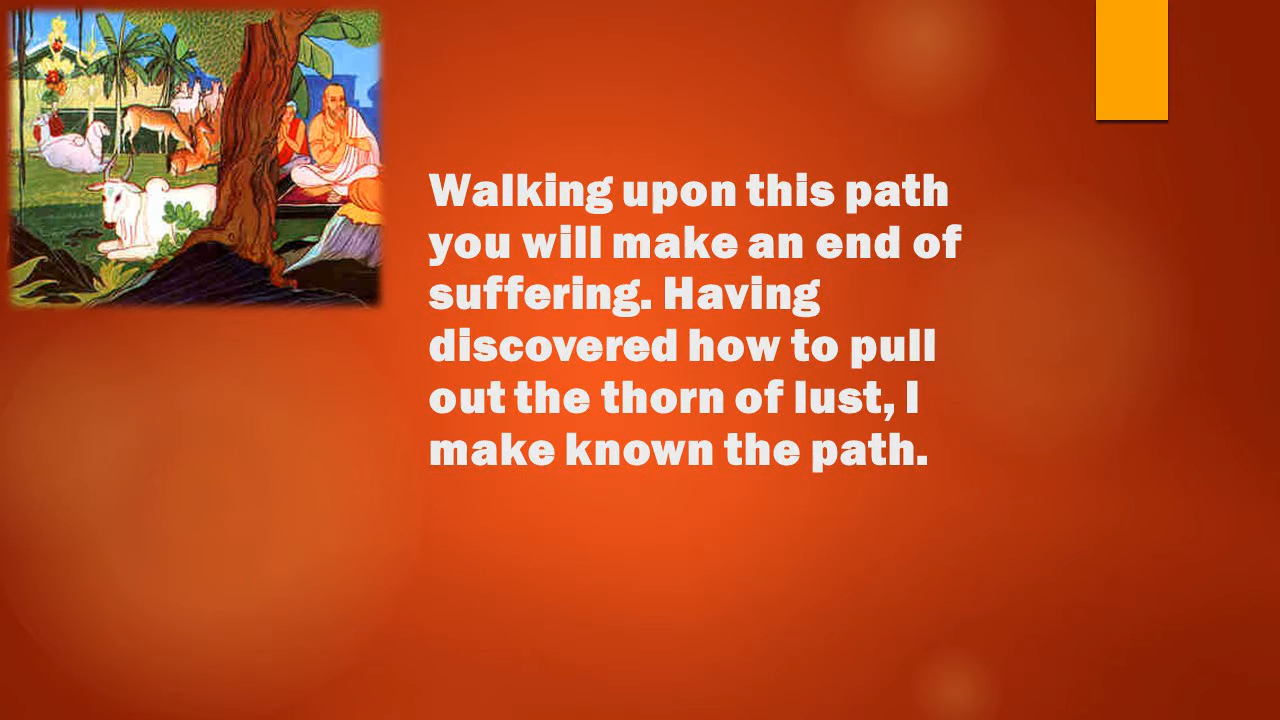 Walking upon this path
you will make an end of
suffering. Having
discovered how to pull
out the thorn of lust, I
make known the path.